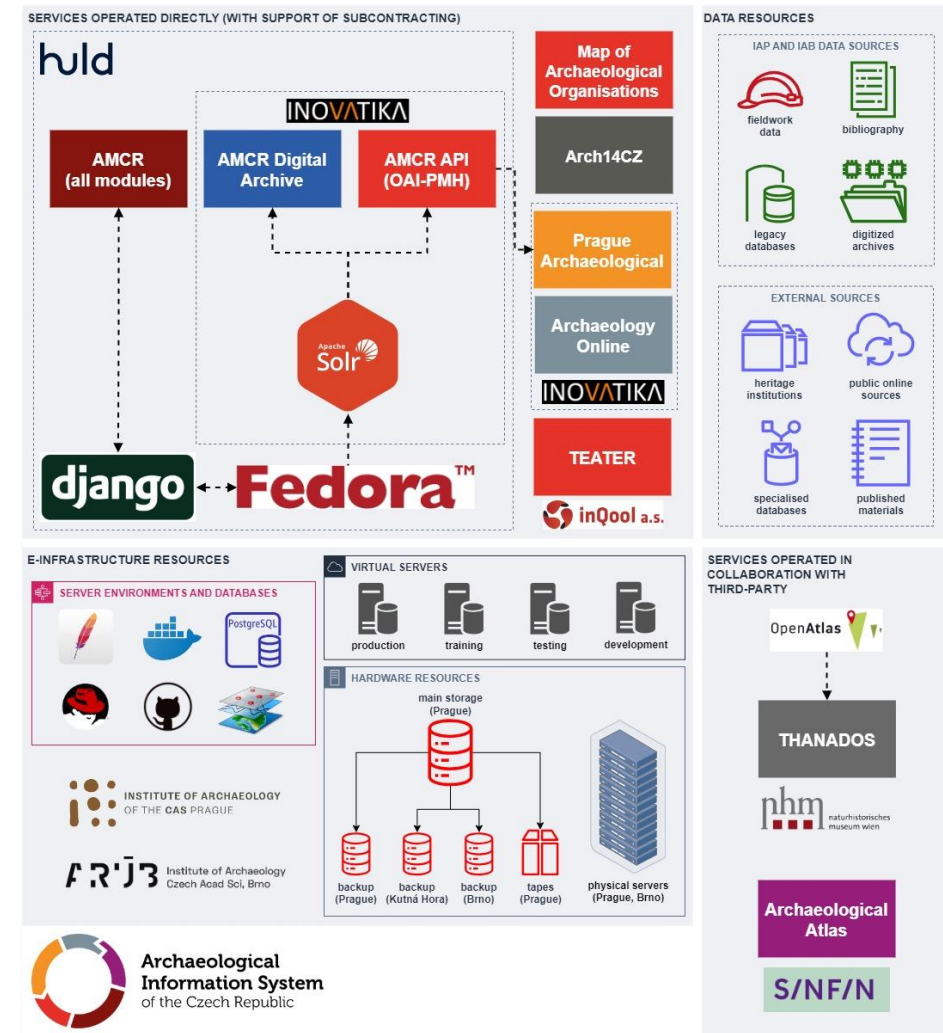 SERVICES OPERATED DIRECTLY (WITH SUPPORT OF SUBCONTRACTING)
huld
INOVATIKA
AMCR
(all modules)
AMCR Digital
Archive
AMCR API
(OAI-PMH)
Apache
Solr
django
Fedora™
Map of
Archaeological
Organisations
Arch14CZ
Prague
Archaeological
Archaeology
Online
INOVATIKA
TEATER
inQool a.s.
DATA RESOURCES
IAP AND IAB DATA SOURCES
fieldwork
data
bibliography
legacy
databases
digitized
archives
EXTERNAL SOURCES
heritage
institutions
public online
sources
specialised
databases
published
materials
E-INFRASTRUCTURE RESOURCES
SERVER ENVIRONMENTS AND DATABASES
PostgreSQL
INSTITUTE OF ARCHAEOLOGY
OF THE CAS PRAGUE
ARÚB
Institute of Archaeology
Czech Acad Sci, Brno
VIRTUAL SERVERS
production
training
testing
development
HARDWARE RESOURCES
main storage
(Prague)
backup
(Prague)
backup
(Kutná Hora)
backup
(Brno)
tapes
(Prague)
physical servers
(Prague, Brno)
SERVICES OPERATED IN
COLLABORATION WITH
THIRD-PARTY
OpenAtlas
THANADOS
nhm
naturhistorisches
museum wien
Archaeological
Atlas
S/NF/N
Archaeological
Information System
of the Czech Republic